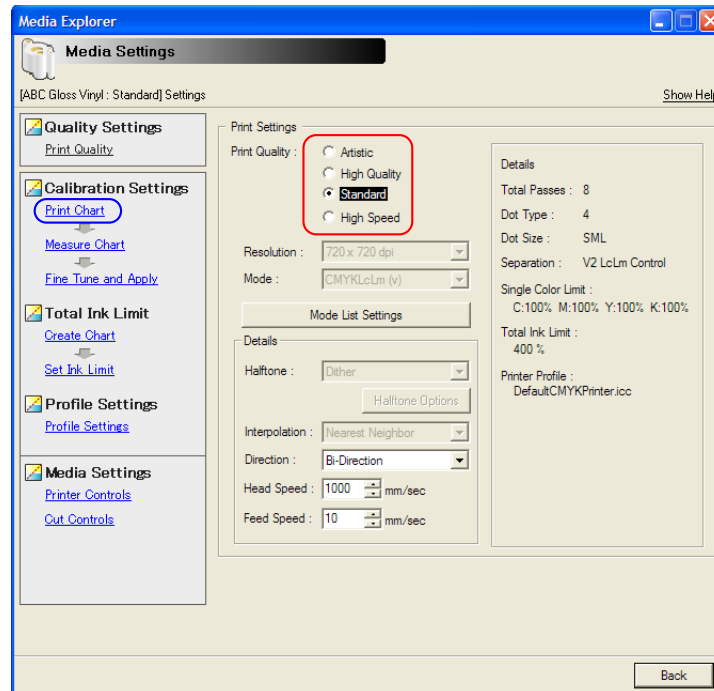 Media Explorer
Media Settings
[ABC Gloss Vinyl : Standard] Settings
Show Hel
Quality Settings
Print Quality
Calibration Settings
Print Chart
Measure Chart
Fine Tune and Apply
Total Ink Limit
Create Chart
Set Ink Limit
Profile Settings
Profile Settings
Media Settings
Printer Controls
Cut Controls
Print Settings
Print Quality :
Artistic
High Quality
Standard
High Speed
Resolution : 720 x 720 dpi
Mode : CMYKLcLm (v)
Mode List Settings
Details
Halftone : Dither
Halftone Options
Interpolation : Nearest Neighbor
Direction : Bi-Direction
Head Speed : 1000 mm/sec
Feed Speed : 10 mm/sec
Details
Total Passes : 8
Dot Type : 4
Dot Size : SML
Separation : V2 LcLm Control
Single Color Limit :
C:100% M:100% Y:100% K:100%
Total Ink Limit :
400 %
Printer Profile :
DefaultCMYKPrinter.icc
Back